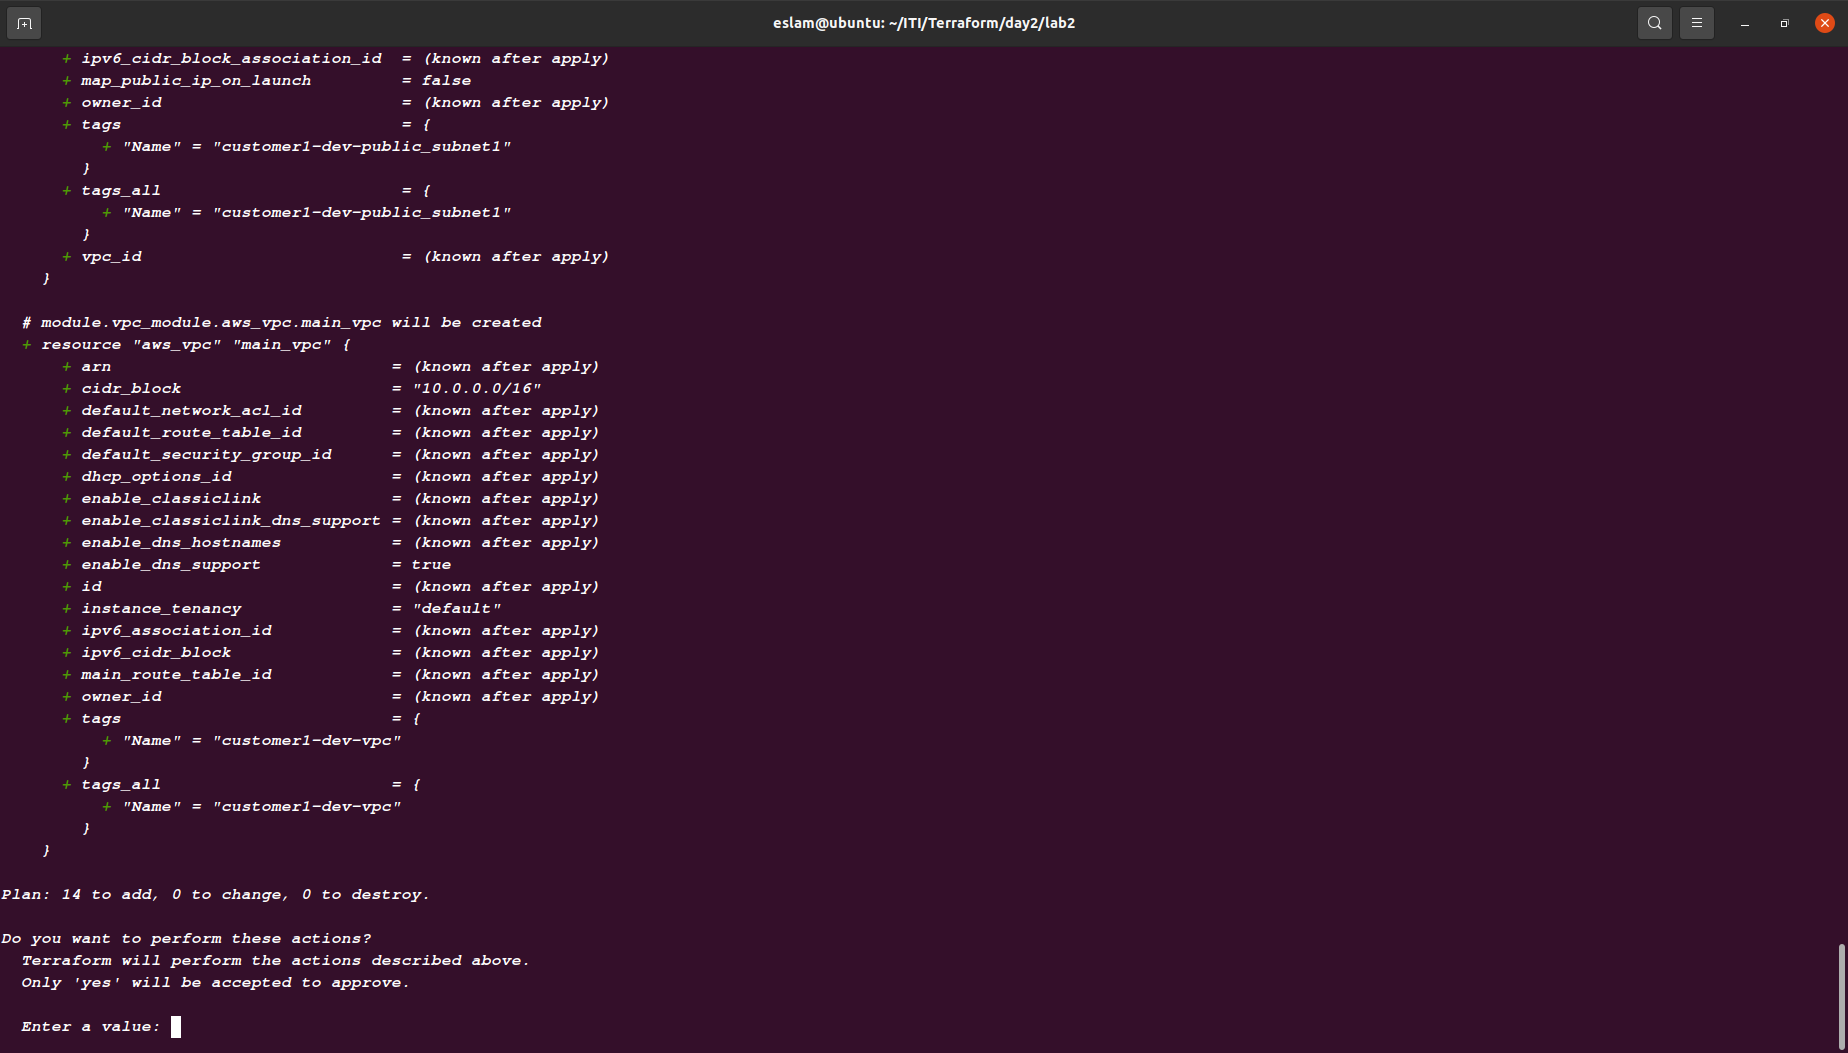 eslam@ubuntu: ~/ITI/Terraform/day2/lab2
+ ipv6_cidr_block_association_id = (known after apply)
+ map_public_ip_on_launch = false
+ owner_id = (known after apply)
+ tags = {
+ "Name" = "customer1-dev-public_subnet1"
}
+ tags_all = {
+ "Name" = "customer1-dev-public_subnet1"
}
+ vpc_id = (known after apply)
}
# module.vpc_module.aws_vpc.main_vpc will be created
+ resource "aws_vpc" "main_vpc" {
+ arn = (known after apply)
+ cidr_block = "10.0.0.0/16"
+ default_network_acl_id = (known after apply)
+ default_route_table_id = (known after apply)
+ default_security_group_id = (known after apply)
+ dhcp_options_id = (known after apply)
+ enable_classiclink = (known after apply)
+ enable_classiclink_dns_support = (known after apply)
+ enable_dns_hostnames = (known after apply)
+ enable_dns_support = true
+ id = (known after apply)
+ instance_tenancy = "default"
+ ipv6_association_id = (known after apply)
+ ipv6_cidr_block = (known after apply)
+ main_route_table_id = (known after apply)
+ owner_id = (known after apply)
+ tags = {
+ "Name" = "customer1-dev-vpc"
}
+ tags_all = {
+ "Name" = "customer1-dev-vpc"
}
}
Plan: 14 to add, 0 to change, 0 to destroy.
Do you want to perform these actions?
Terraform will perform the actions described above.
Only 'yes' will be accepted to approve.
Enter a value: